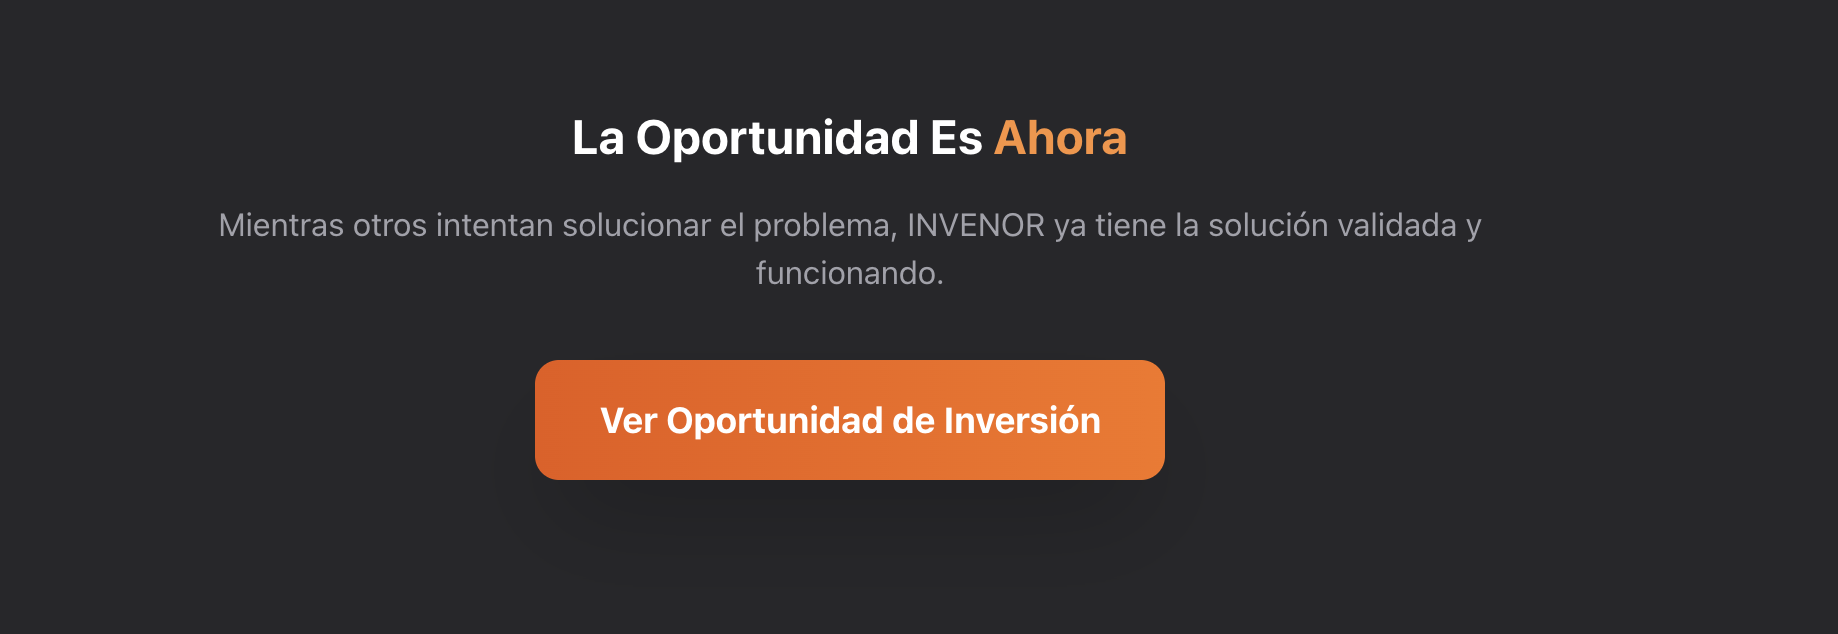 La Oportunidad Es Ahora
Mientras otros intentan solucionar el problema, INVENOR ya tiene la solución validada y
funcionando.
Ver Oportunidad de Inversión